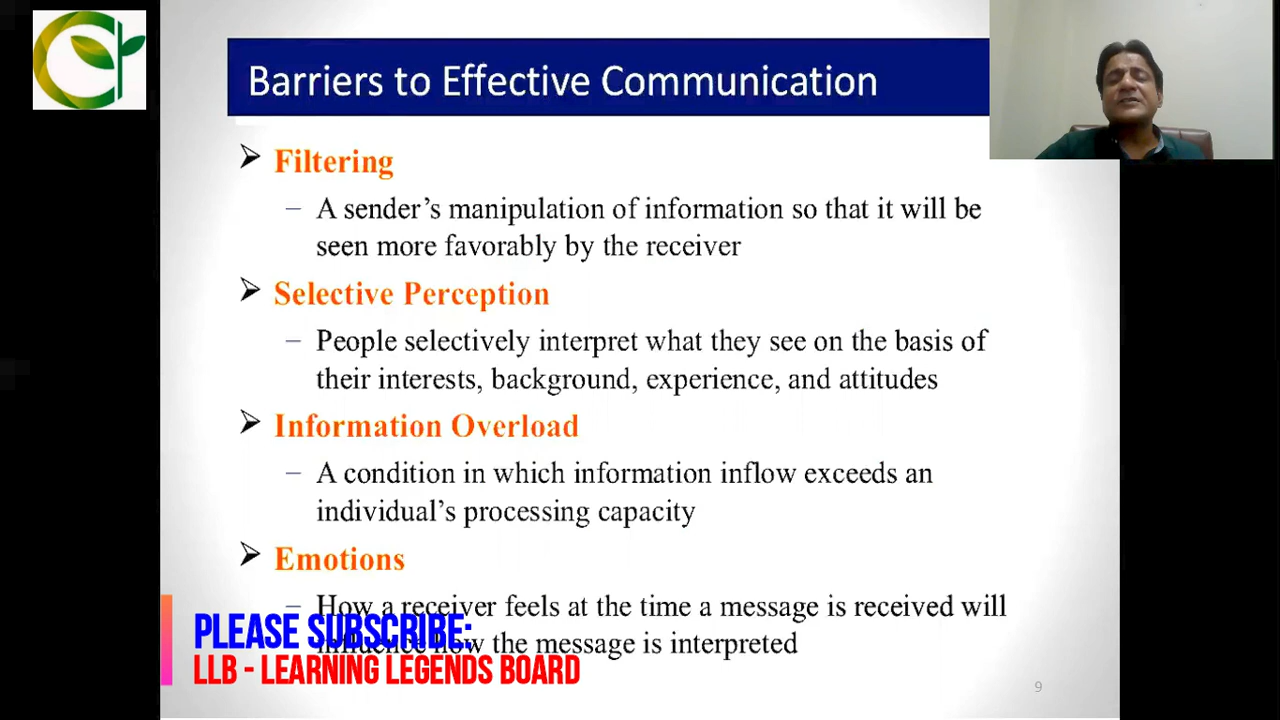 Barriers to Effective Communication
Filtering
– A sender's manipulation of information so that it will be
seen more favorably by the receiver
Selective Perception
– People selectively interpret what they see on the basis of
their interests, background, experience, and attitudes
Information Overload
– A condition in which information inflow exceeds an
individual's processing capacity
Emotions
– How a receiver feels at the time a message is received will
influence how the message is interpreted
PLEASE SUBSCRIBE:
LLB - LEARNING LEGENDS BOARD
9